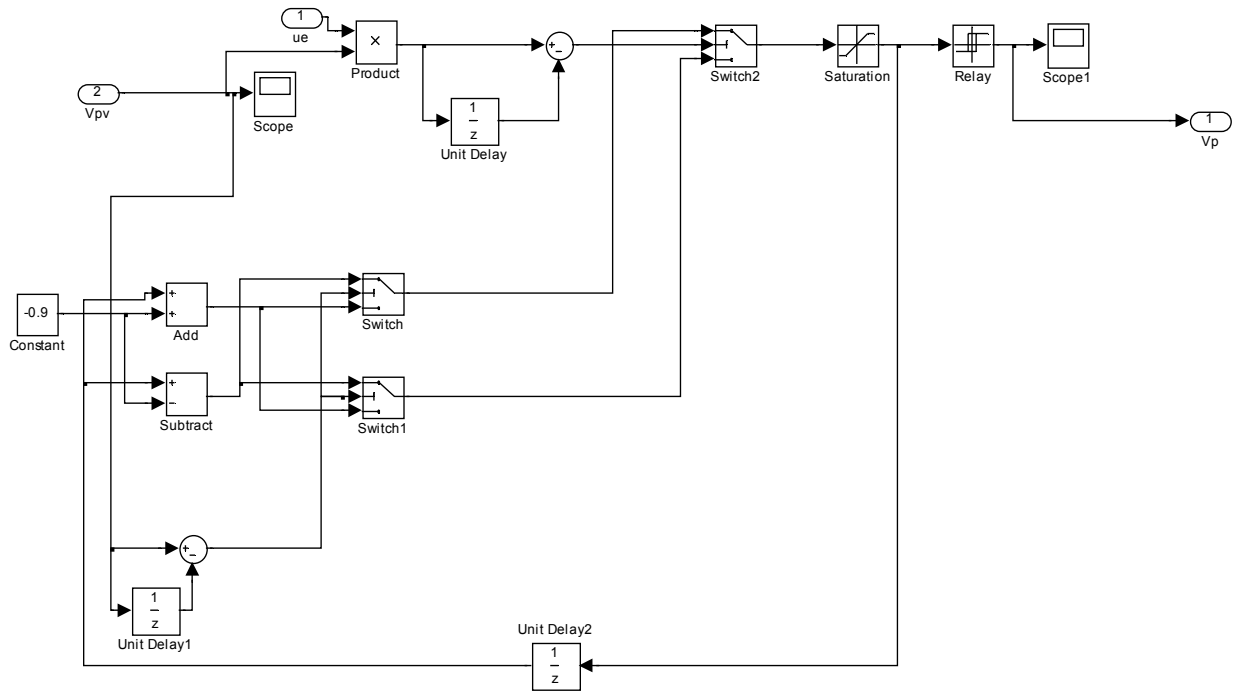 1
ue
×
Product
+
−
Switch2
Saturation
Relay
Scope1
2
Vpv
Scope
1
z
Unit Delay
1
Vp
-0.9
Constant
+
+
Add
Switch
+
−
Subtract
Switch1
+
−
1
z
Unit Delay1
Unit Delay2
1
z